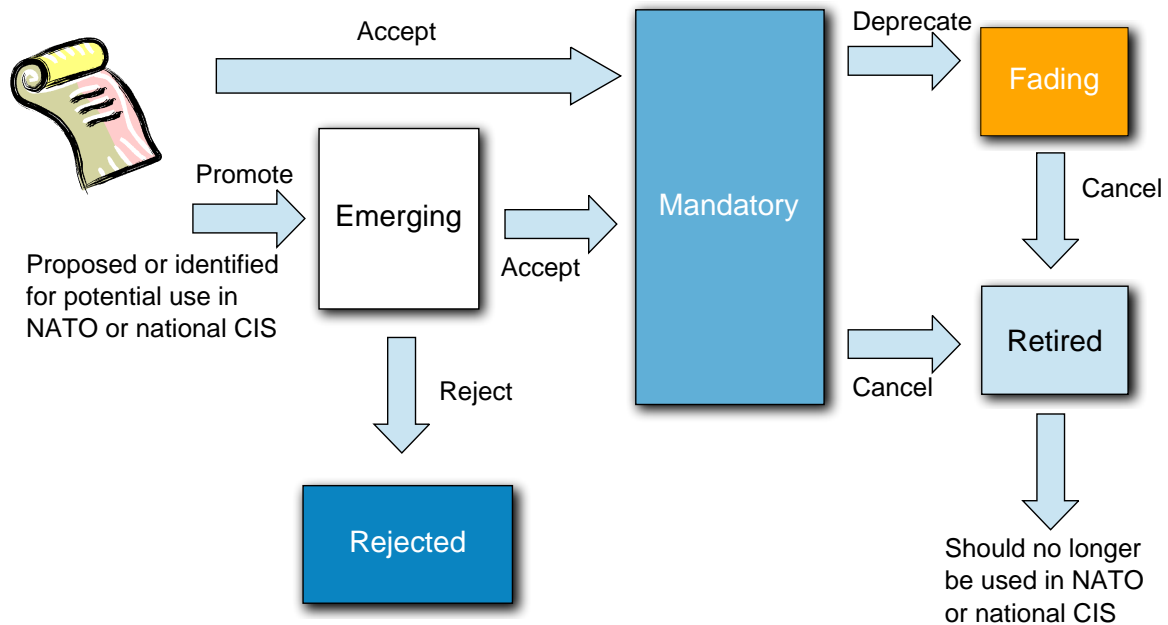 Accept
Deprecate
Fading
Promote
Emerging
Accept
Mandatory
Cancel
Proposed or identified
for potential use in
NATO or national CIS
Reject
Cancel
Retired
Rejected
Should no longer
be used in NATO
or national CIS